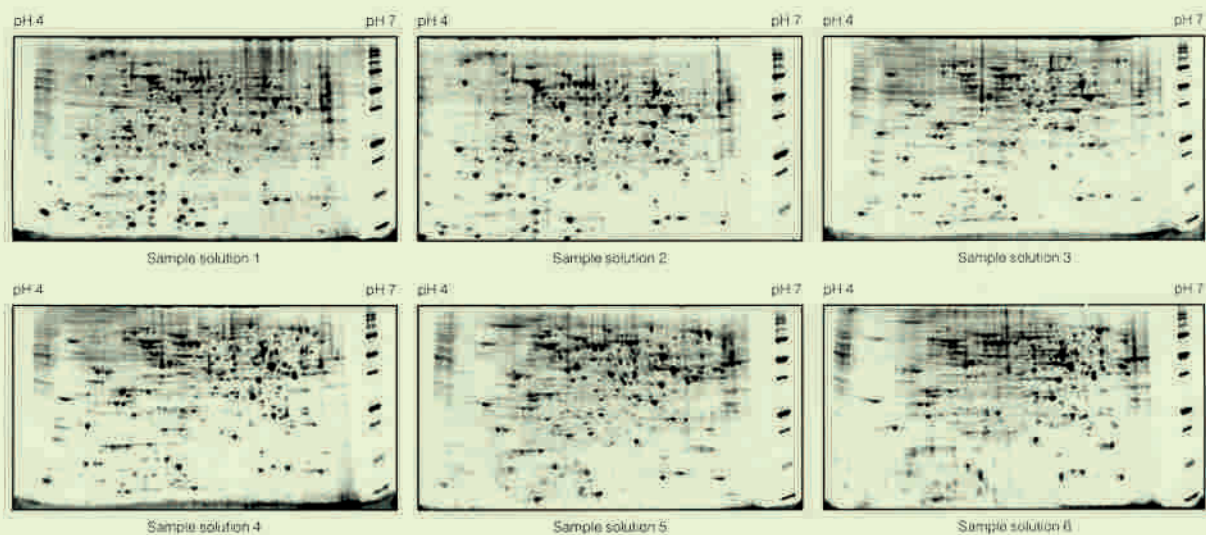 pH 4 pH 7 pH 4 pH 7 pH 4 pH 7
Sample solution 1 Sample solution 2 Sample solution 3
pH 4 pH 7 pH 4 pH 7 pH 4 pH 7
Sample solution 4 Sample solution 5 Sample solution 6